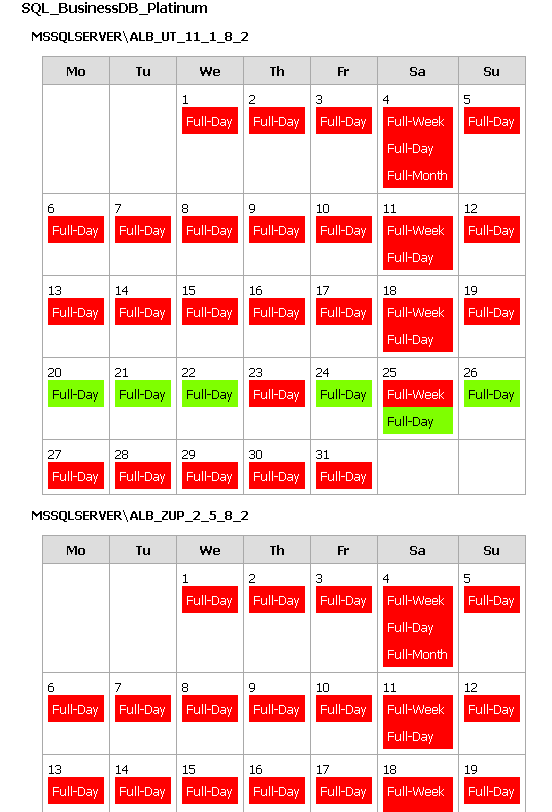 SQL_BusinessDB_Platinum
MSSQLSERVER\ALB_UT_11_1_8_2
Mo Tu We Th Fr Sa Su
1 2 3 4 5
Full-Day Full-Day Full-Day Full-Week Full-Day
Full-Day
Full-Month
6 7 8 9 10 11 12
Full-Day Full-Day Full-Day Full-Day Full-Day Full-Week Full-Day
Full-Day
13 14 15 16 17 18 19
Full-Day Full-Day Full-Day Full-Day Full-Day Full-Week Full-Day
Full-Day
20 21 22 23 24 25 26
Full-Day Full-Day Full-Day Full-Day Full-Day Full-Week Full-Day
Full-Day
27 28 29 30 31
Full-Day Full-Day Full-Day Full-Day Full-Day
MSSQLSERVER\ALB_ZUP_2_5_8_2
Mo Tu We Th Fr Sa Su
1 2 3 4 5
Full-Day Full-Day Full-Day Full-Week Full-Day
Full-Day
Full-Month
6 7 8 9 10 11 12
Full-Day Full-Day Full-Day Full-Day Full-Day Full-Week Full-Day
Full-Day
13 14 15 16 17 18 19
Full-Day Full-Day Full-Day Full-Day Full-Day Full-Week Full-Day